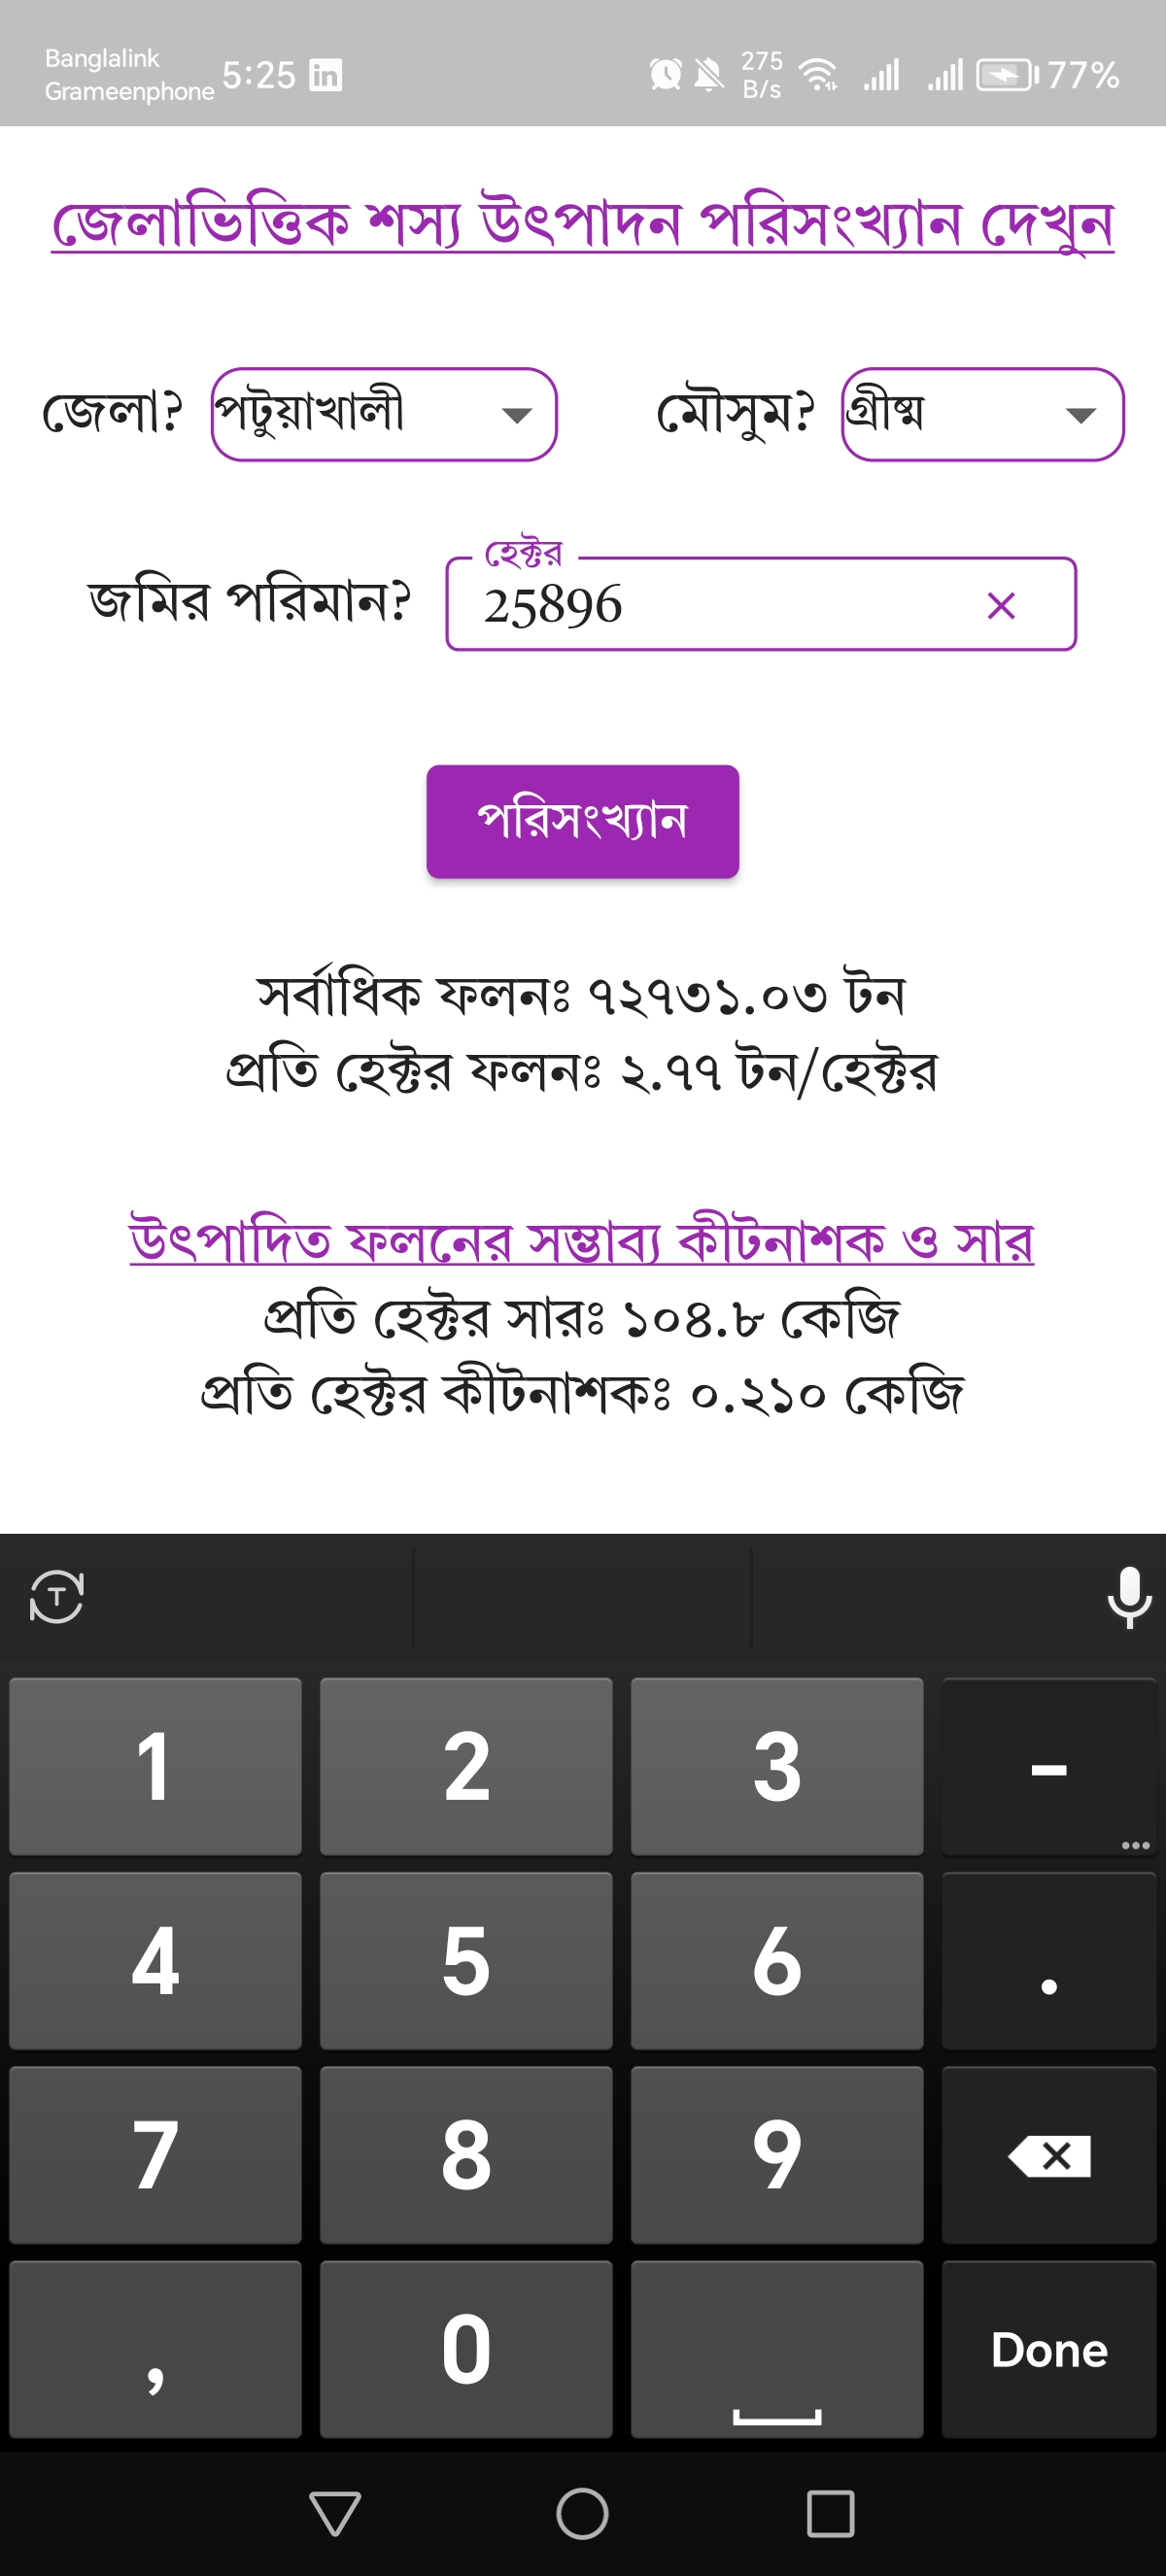 Banglalink
Grameenphone
5:25 in 275 B/s 77%
জেলাভিত্তিক শস্য উৎপাদন পরিসংখ্যান দেখুন
জেলা? পটুয়াখালী মৌসুম? গ্রীষ্ম
হেক্টর
জমির পরিমান? 25896
পরিসংখ্যান
সর্বাধিক ফলনঃ ৭২৭৩১.০৩ টন
প্রতি হেক্টর ফলনঃ ২.৭৭ টন/হেক্টর
উৎপাদিত ফলনের সম্ভাব্য কীটনাশক ও সার
প্রতি হেক্টর সারঃ ১০৪.৮ কেজি
প্রতি হেক্টর কীটনাশকঃ ০.২১০ কেজি
T
1 2 3 -
4 5 6 .
7 8 9
, 0 Done